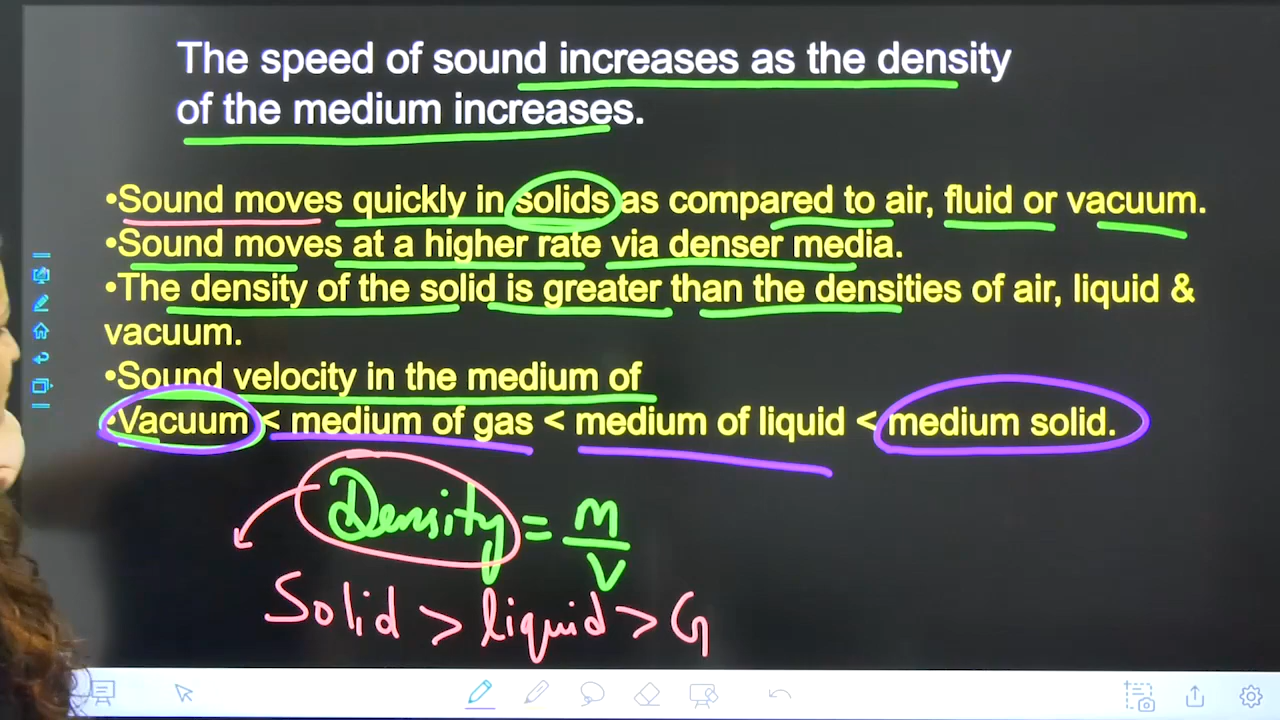 The speed of sound increases as the density
of the medium increases.
•Sound moves quickly in solids as compared to air, fluid or vacuum.
•Sound moves at a higher rate via denser media.
•The density of the solid is greater than the densities of air, liquid &
vacuum.
•Sound velocity in the medium of
•Vacuum < medium of gas < medium of liquid < medium solid.
Density = M
V
Solid > liquid > G